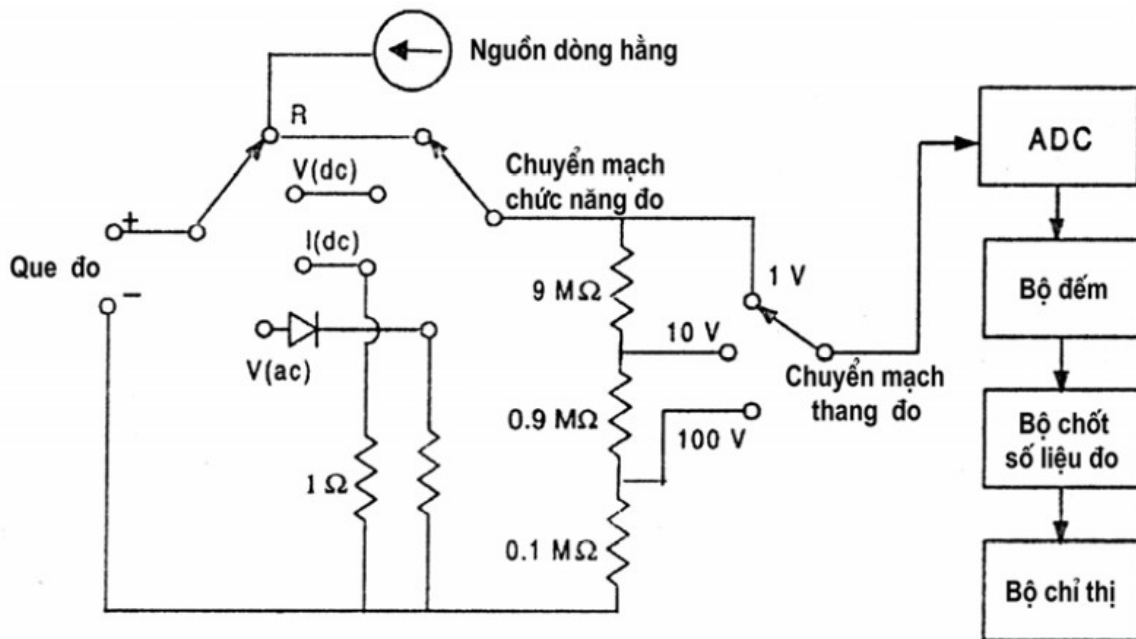 Nguồn dòng hằng
R
V(dc)
Chuyển mạch
chức năng đo
ADC
+
Que đo
−
I(dc)
9 MΩ
1 V
Bộ đếm
V(ac)
10 V
Chuyển mạch
thang đo
0.9 MΩ
100 V
Bộ chốt
số liệu đo
1 Ω
0.1 MΩ
Bộ chỉ thị